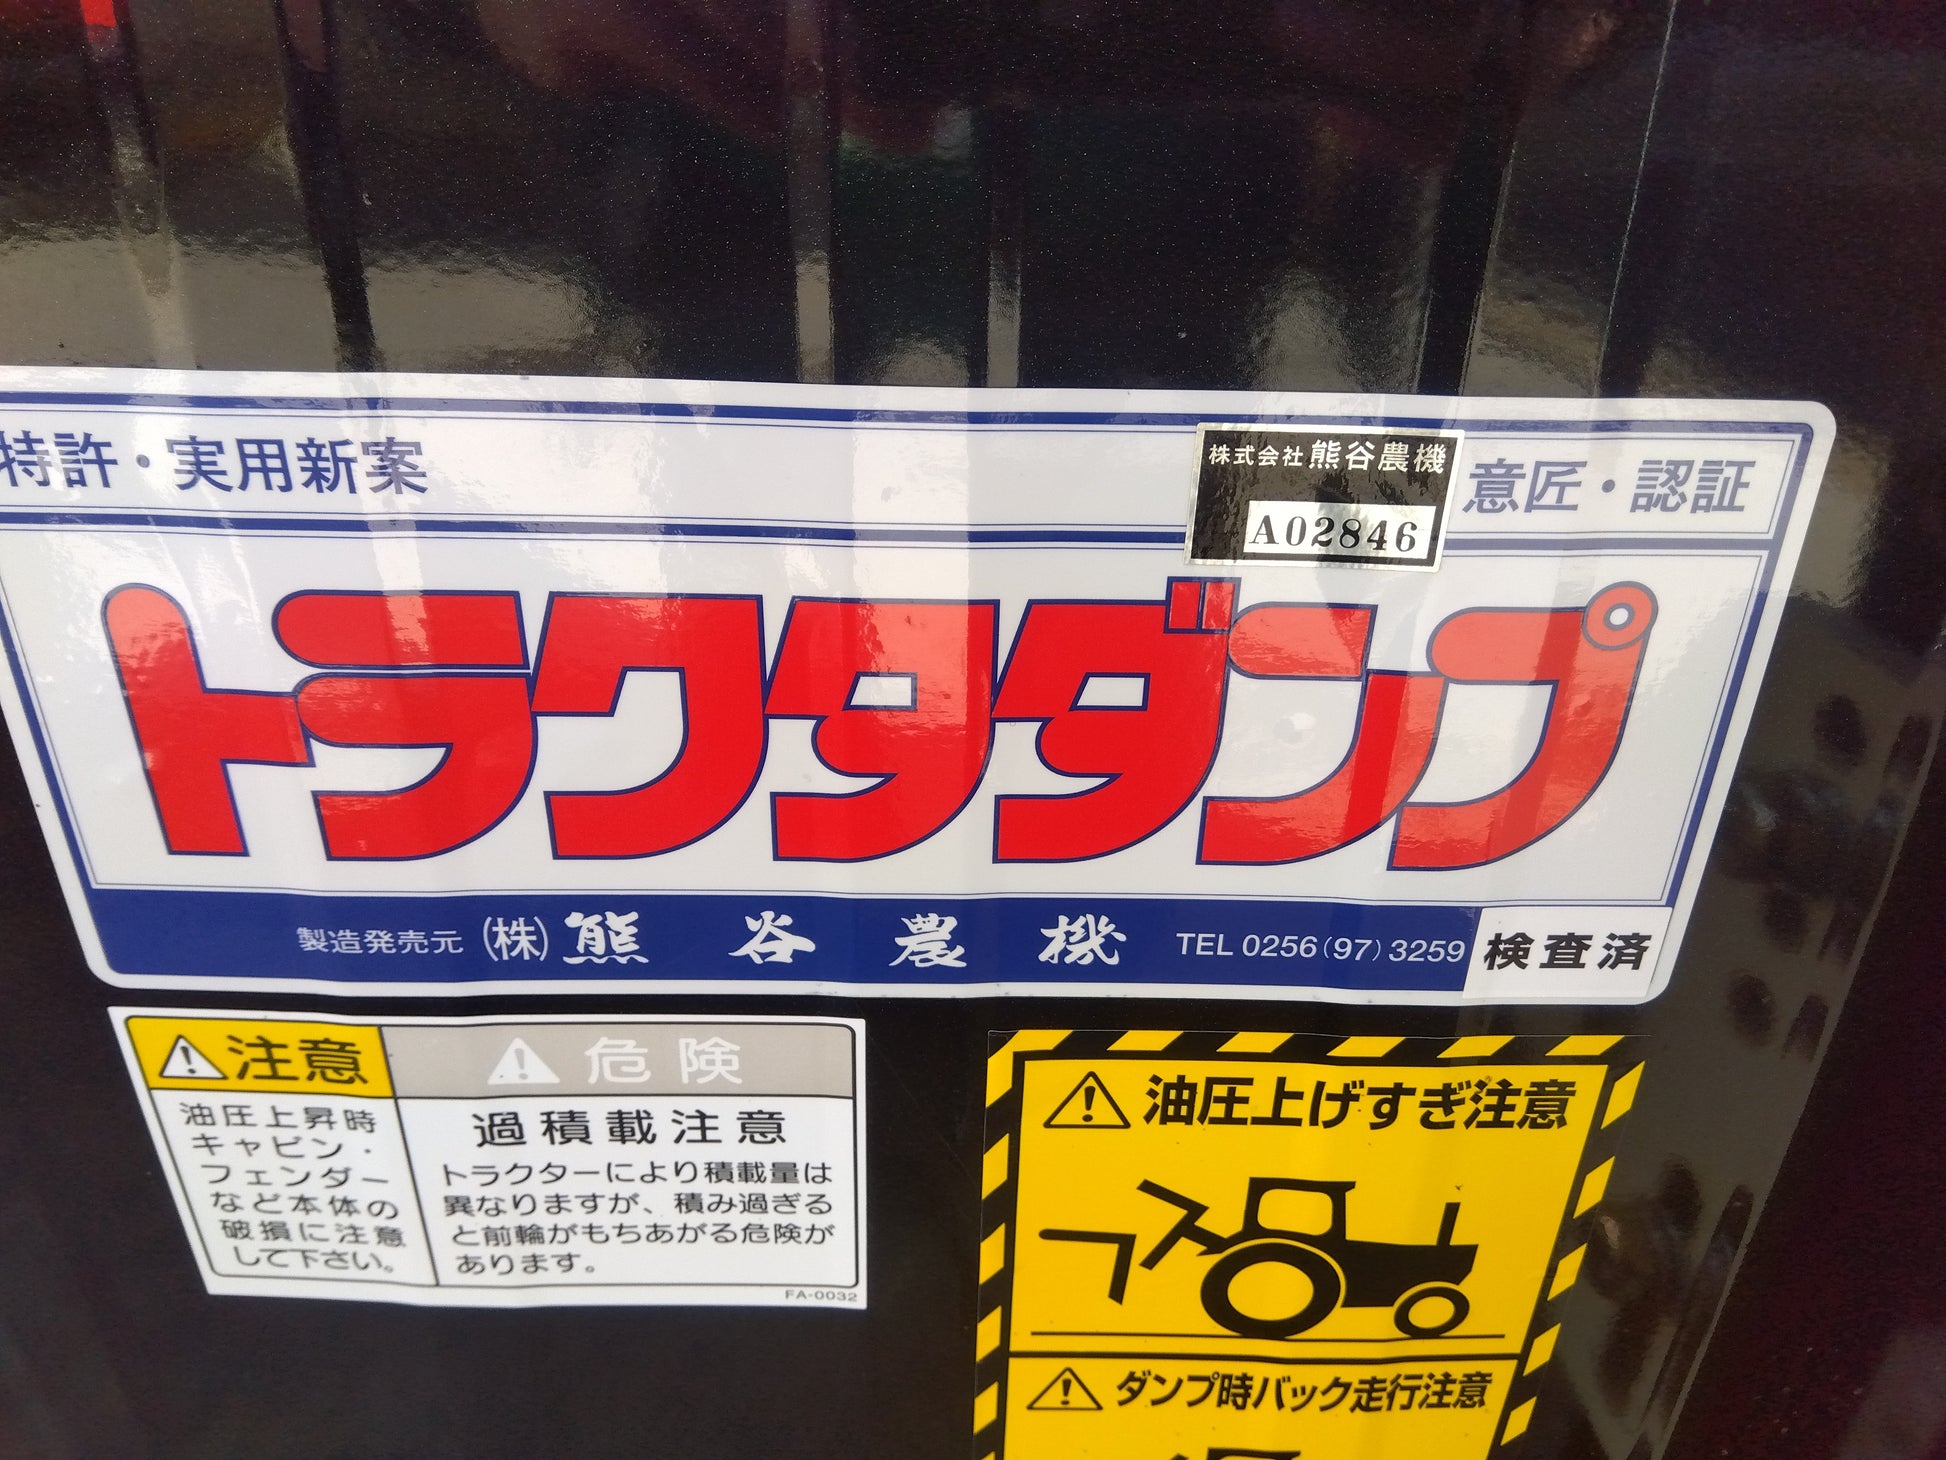 特許・実用新案
株式会社 熊谷農機
A02846
意匠・認証
トラクタダンプ
製造発売元 (株) 熊谷農機 TEL 0256(97)3259 検査済
注意
油圧上昇時
キャビン・
フェンダー
など本体の
破損に注意
して下さい。
危険
過積載注意
トラクターにより積載量は
異なりますが、積み過ぎる
と前輪がもちあがる危険が
あります。
FA-0032
油圧上げすぎ注意
ダンプ時バック走行注意